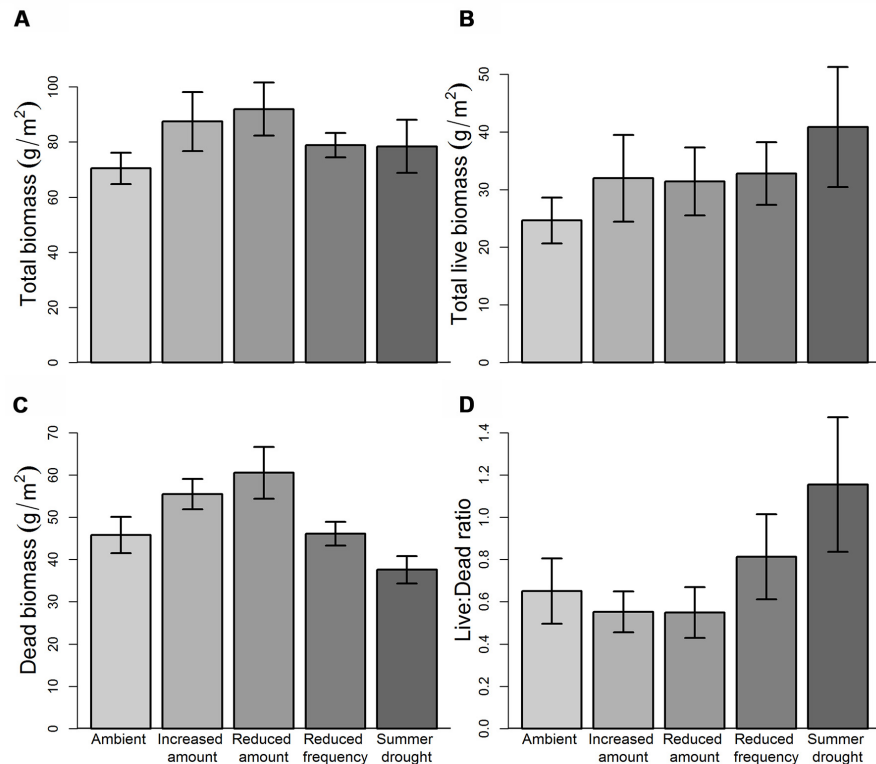 A
Total biomass (g/m²)
0 20 40 60 80 100
B
Total live biomass (g/m²)
0 10 20 30 40 50
C
Dead biomass (g/m²)
0 10 20 30 40 50 60 70
Ambient Increased Reduced Reduced Summer
amount amount frequency drought
D
Live:Dead ratio
0.0 0.2 0.4 0.6 0.8 1.0 1.2 1.4
Ambient Increased Reduced Reduced Summer
amount amount frequency drought